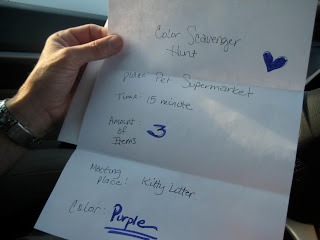 Color Scavenger
Hunt
place: Pet Supermarket
Time: 15 minute
Amount
of
Items : 3
Meeting
Place: Kitty Litter
Color: Purple